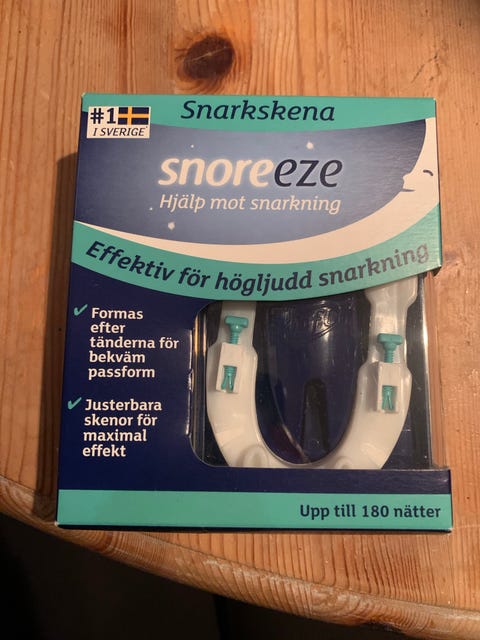 #1
I SVERIGE
Snarkskena
snoreeze
Hjälp mot snarkning
Effektiv för högljudd snarkning
✓ Formas
efter
tänderna för
bekväm
passform
✓ Justerbara
skenor för
maximal
effekt
Upp till 180 nätter